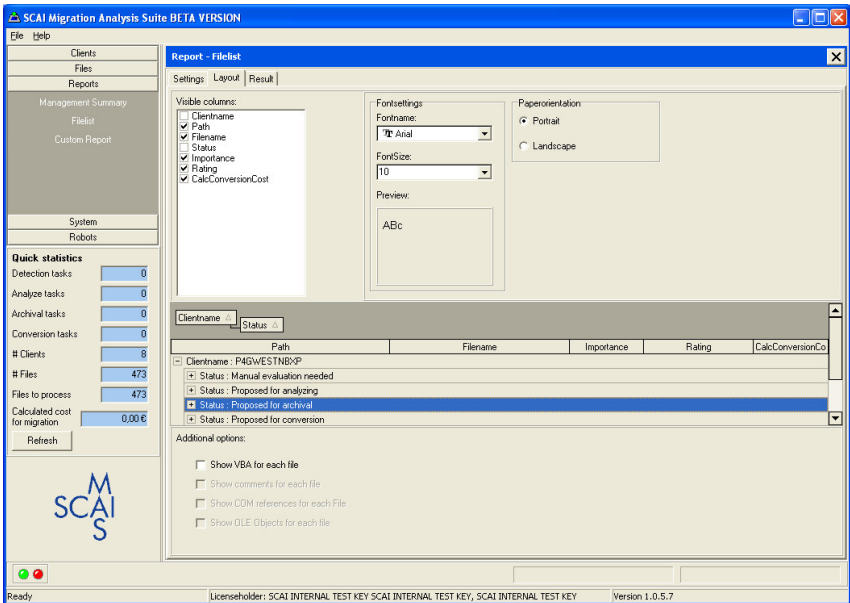 SCAI Migration Analysis Suite BETA VERSION
File Help
Clients
Files
Reports
Management Summary
Filelist
Custom Report
System
Robots
Quick statistics
Detection tasks 0
Analyze tasks 0
Archival tasks 0
Conversion tasks 0
# Clients 8
# Files 473
Files to process 473
Calculated cost
for migration 0,00 €
Refresh
M
SCAI
S
Report - Filelist
Settings Layout Result
Visible columns:
Clientname
Path
Filename
Status
Importance
Rating
CalcConversionCost
Fontsettings
Fontname:
Arial
FontSize:
10
Preview:
ABc
Paperorientation
Portrait
Landscape
Clientname
Status
Path Filename Importance Rating CalcConversionCo
Clientname : P4GWESTNBXP
Status : Manual evaluation needed
Status : Proposed for analyzing
Status : Proposed for archival
Status : Proposed for conversion
Additional options:
Show VBA for each file
Show comments for each file
Show COM references for each File
Show OLE Objects for each file
Ready Licenseholder: SCAI INTERNAL TEST KEY SCAI INTERNAL TEST KEY, SCAI INTERNAL TEST KEY Version 1.0.5.7